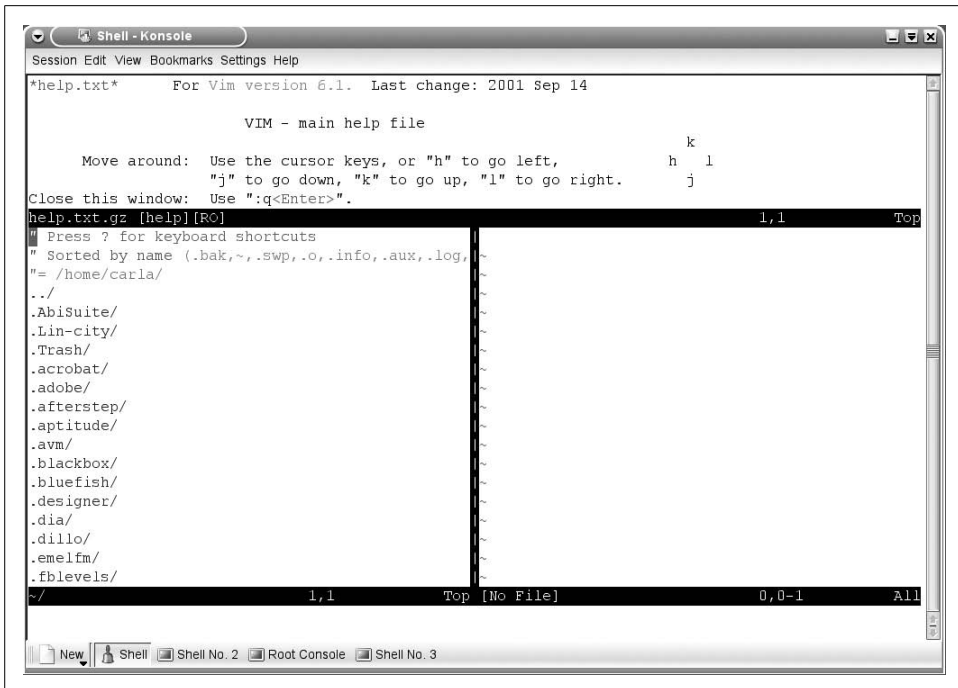 Shell - Konsole
Session Edit View Bookmarks Settings Help
*help.txt* For Vim version 6.1. Last change: 2001 Sep 14
VIM - main help file
k
Move around: Use the cursor keys, or "h" to go left, h l
"j" to go down, "k" to go up, "l" to go right. j
Close this window: Use ":q<Enter>".
help.txt.gz [help][RO] 1,1 Top
" Press ? for keyboard shortcuts
" Sorted by name (.bak,~,.swp,.o,.info,.aux,.log, ~
"= /home/carla/ ~
../ ~
.AbiSuite/ ~
.Lin-city/ ~
.Trash/ ~
.acrobat/ ~
.adobe/ ~
.afterstep/ ~
.aptitude/ ~
.avm/ ~
.blackbox/ ~
.bluefish/ ~
.designer/ ~
.dia/ ~
.dillo/ ~
.emelfm/ ~
.fblevels/ ~
~/ 1,1 Top [No File] 0,0-1 All
New Shell Shell No. 2 Root Console Shell No. 3